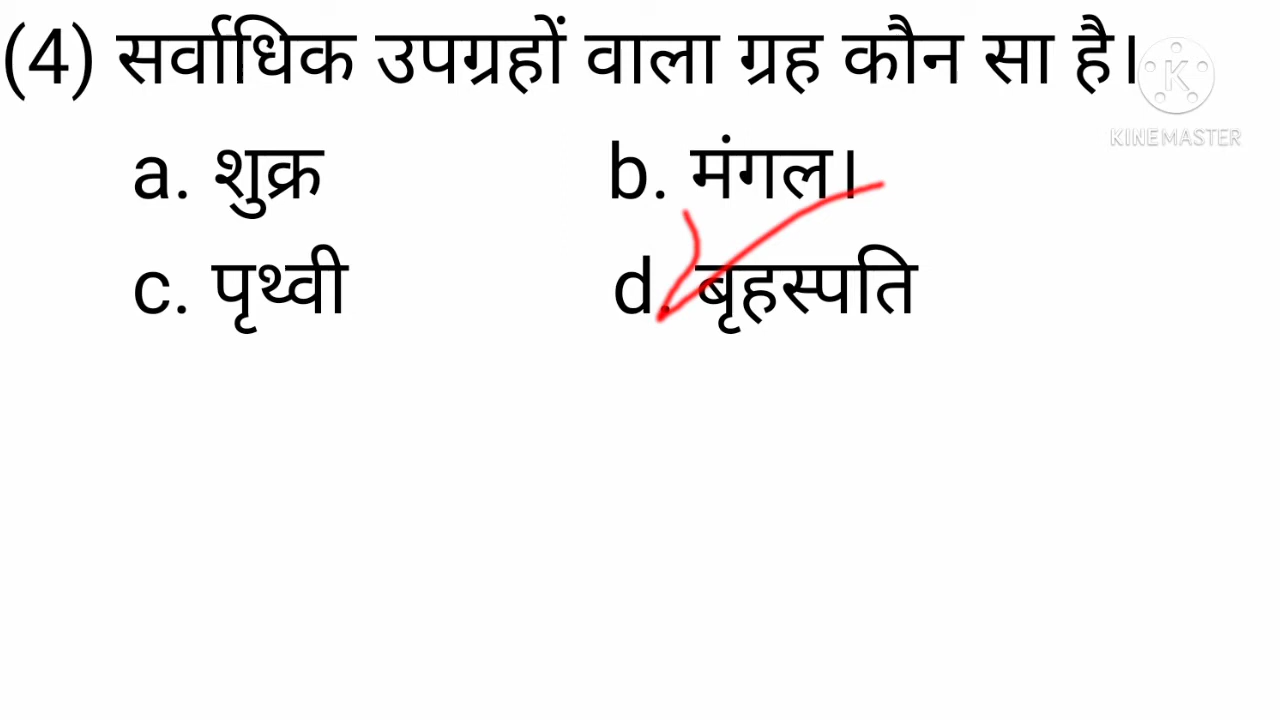 (4) सर्वाधिक उपग्रहों वाला ग्रह कौन सा है।
KINEMASTER
a. शुक्र b. मंगल।
c. पृथ्वी d. बृहस्पति